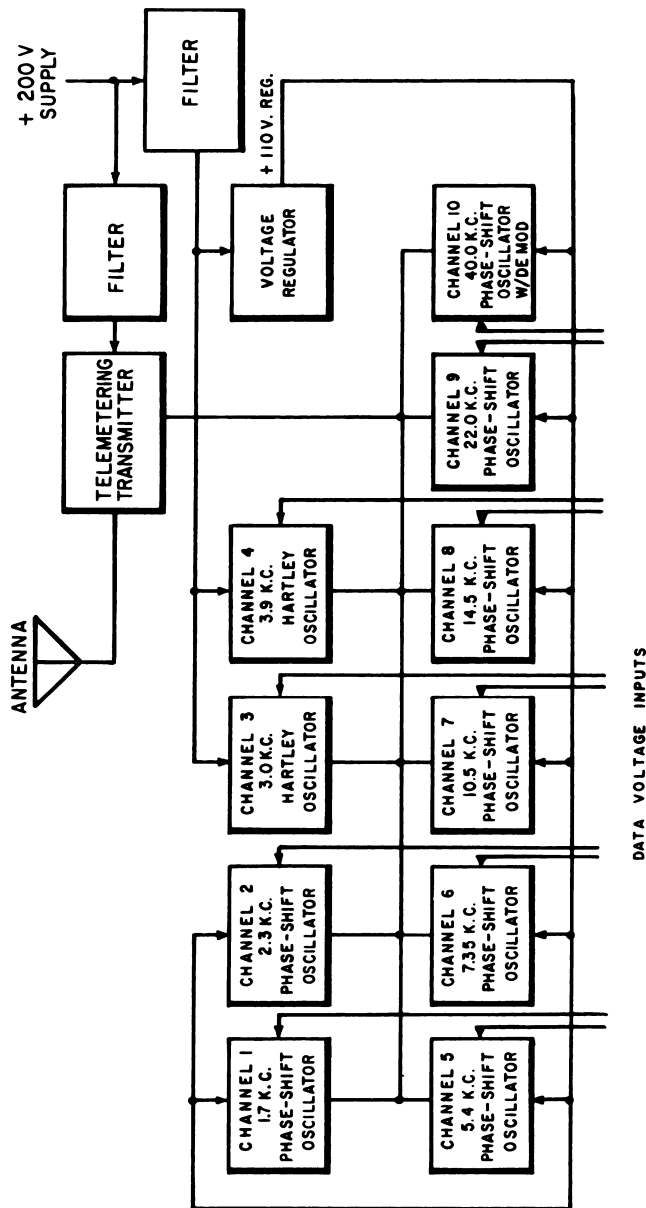 ANTENNA
TELEMETERING
TRANSMITTER
FILTER
+ 200 V
SUPPLY
FILTER
CHANNEL 1
1.7 K.C.
PHASE-SHIFT
OSCILLATOR
CHANNEL 2
2.3 K.C.
PHASE-SHIFT
OSCILLATOR
CHANNEL 3
3.0 K.C.
HARTLEY
OSCILLATOR
CHANNEL 4
3.9 K.C.
HARTLEY
OSCILLATOR
VOLTAGE
REGULATOR
+ 110 V. REG.
CHANNEL 5
5.4 K.C.
PHASE-SHIFT
OSCILLATOR
CHANNEL 6
7.35 K.C.
PHASE-SHIFT
OSCILLATOR
CHANNEL 7
10.5 K.C.
PHASE-SHIFT
OSCILLATOR
CHANNEL 8
14.5 K.C.
PHASE-SHIFT
OSCILLATOR
CHANNEL 9
22.0 K.C.
PHASE-SHIFT
OSCILLATOR
CHANNEL 10
40.0 K.C.
PHASE-SHIFT
OSCILLATOR
W/DEMOD
DATA VOLTAGE INPUTS